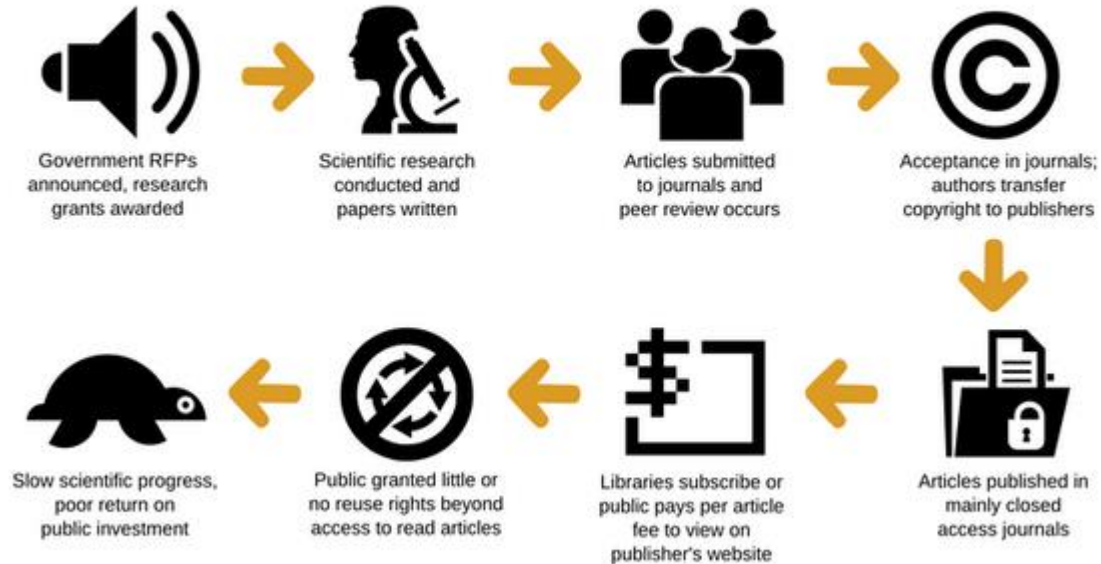 Government RFPs
announced, research
grants awarded
Scientific research
conducted and
papers written
Articles submitted
to journals and
peer review occurs
Acceptance in journals;
authors transfer
copyright to publishers
Articles published in
mainly closed
access journals
Libraries subscribe or
public pays per article
fee to view on
publisher's website
Public granted little or
no reuse rights beyond
access to read articles
Slow scientific progress,
poor return on
public investment